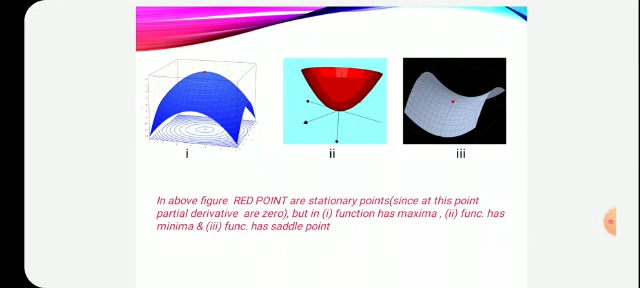 i
ii
iii
In above figure RED POINT are stationary points(since at this point
partial derivative are zero), but in (i) function has maxima , (ii) func. has
minima & (iii) func. has saddle point